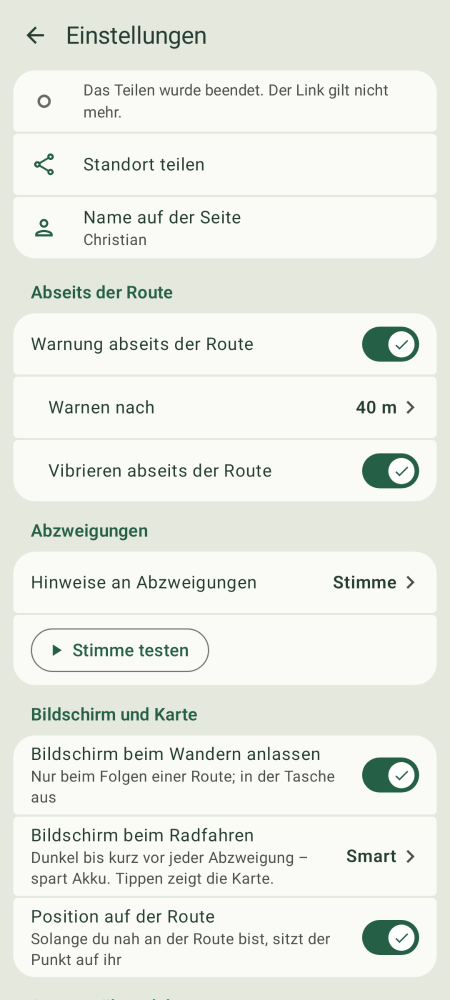 Einstellungen
Das Teilen wurde beendet. Der Link gilt nicht
mehr.
Standort teilen
Name auf der Seite
Christian
Abseits der Route
Warnung abseits der Route
Warnen nach
40 m
Vibrieren abseits der Route
Abzweigungen
Hinweise an Abzweigungen
Stimme
Stimme testen
Bildschirm und Karte
Bildschirm beim Wandern anlassen
Nur beim Folgen einer Route; in der Tasche
aus
Bildschirm beim Radfahren
Dunkel bis kurz vor jeder Abzweigung –
spart Akku. Tippen zeigt die Karte.
Smart
Position auf der Route
Solange du nah an der Route bist, sitzt der
Punkt auf ihr